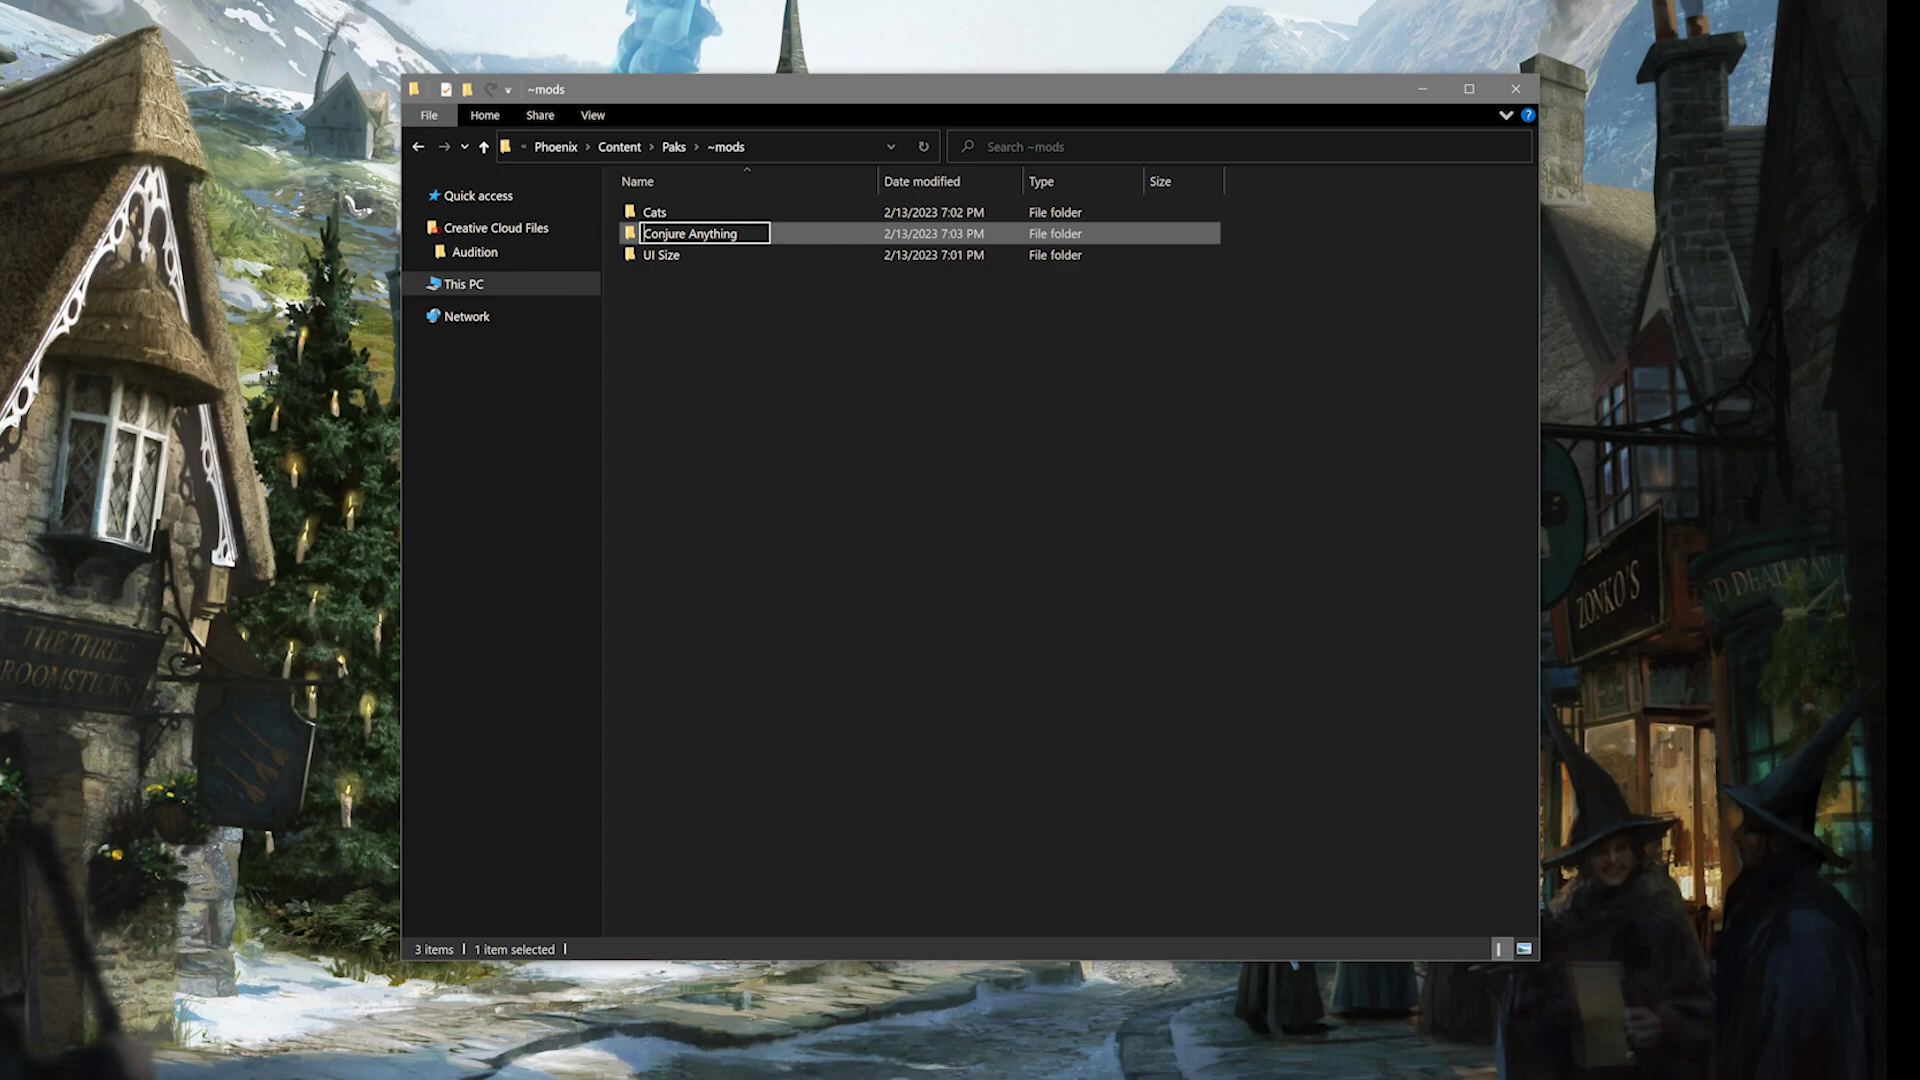 ~mods
File Home Share View
Phoenix Content Paks ~mods
Search ~mods
Name Date modified Type Size
Quick access
Creative Cloud Files
Audition
This PC
Network
Cats 2/13/2023 7:02 PM File folder
Conjure Anything 2/13/2023 7:03 PM File folder
UI Size 2/13/2023 7:01 PM File folder
3 items 1 item selected
THE THREE
ROOMSTICKS
ZONKO'S